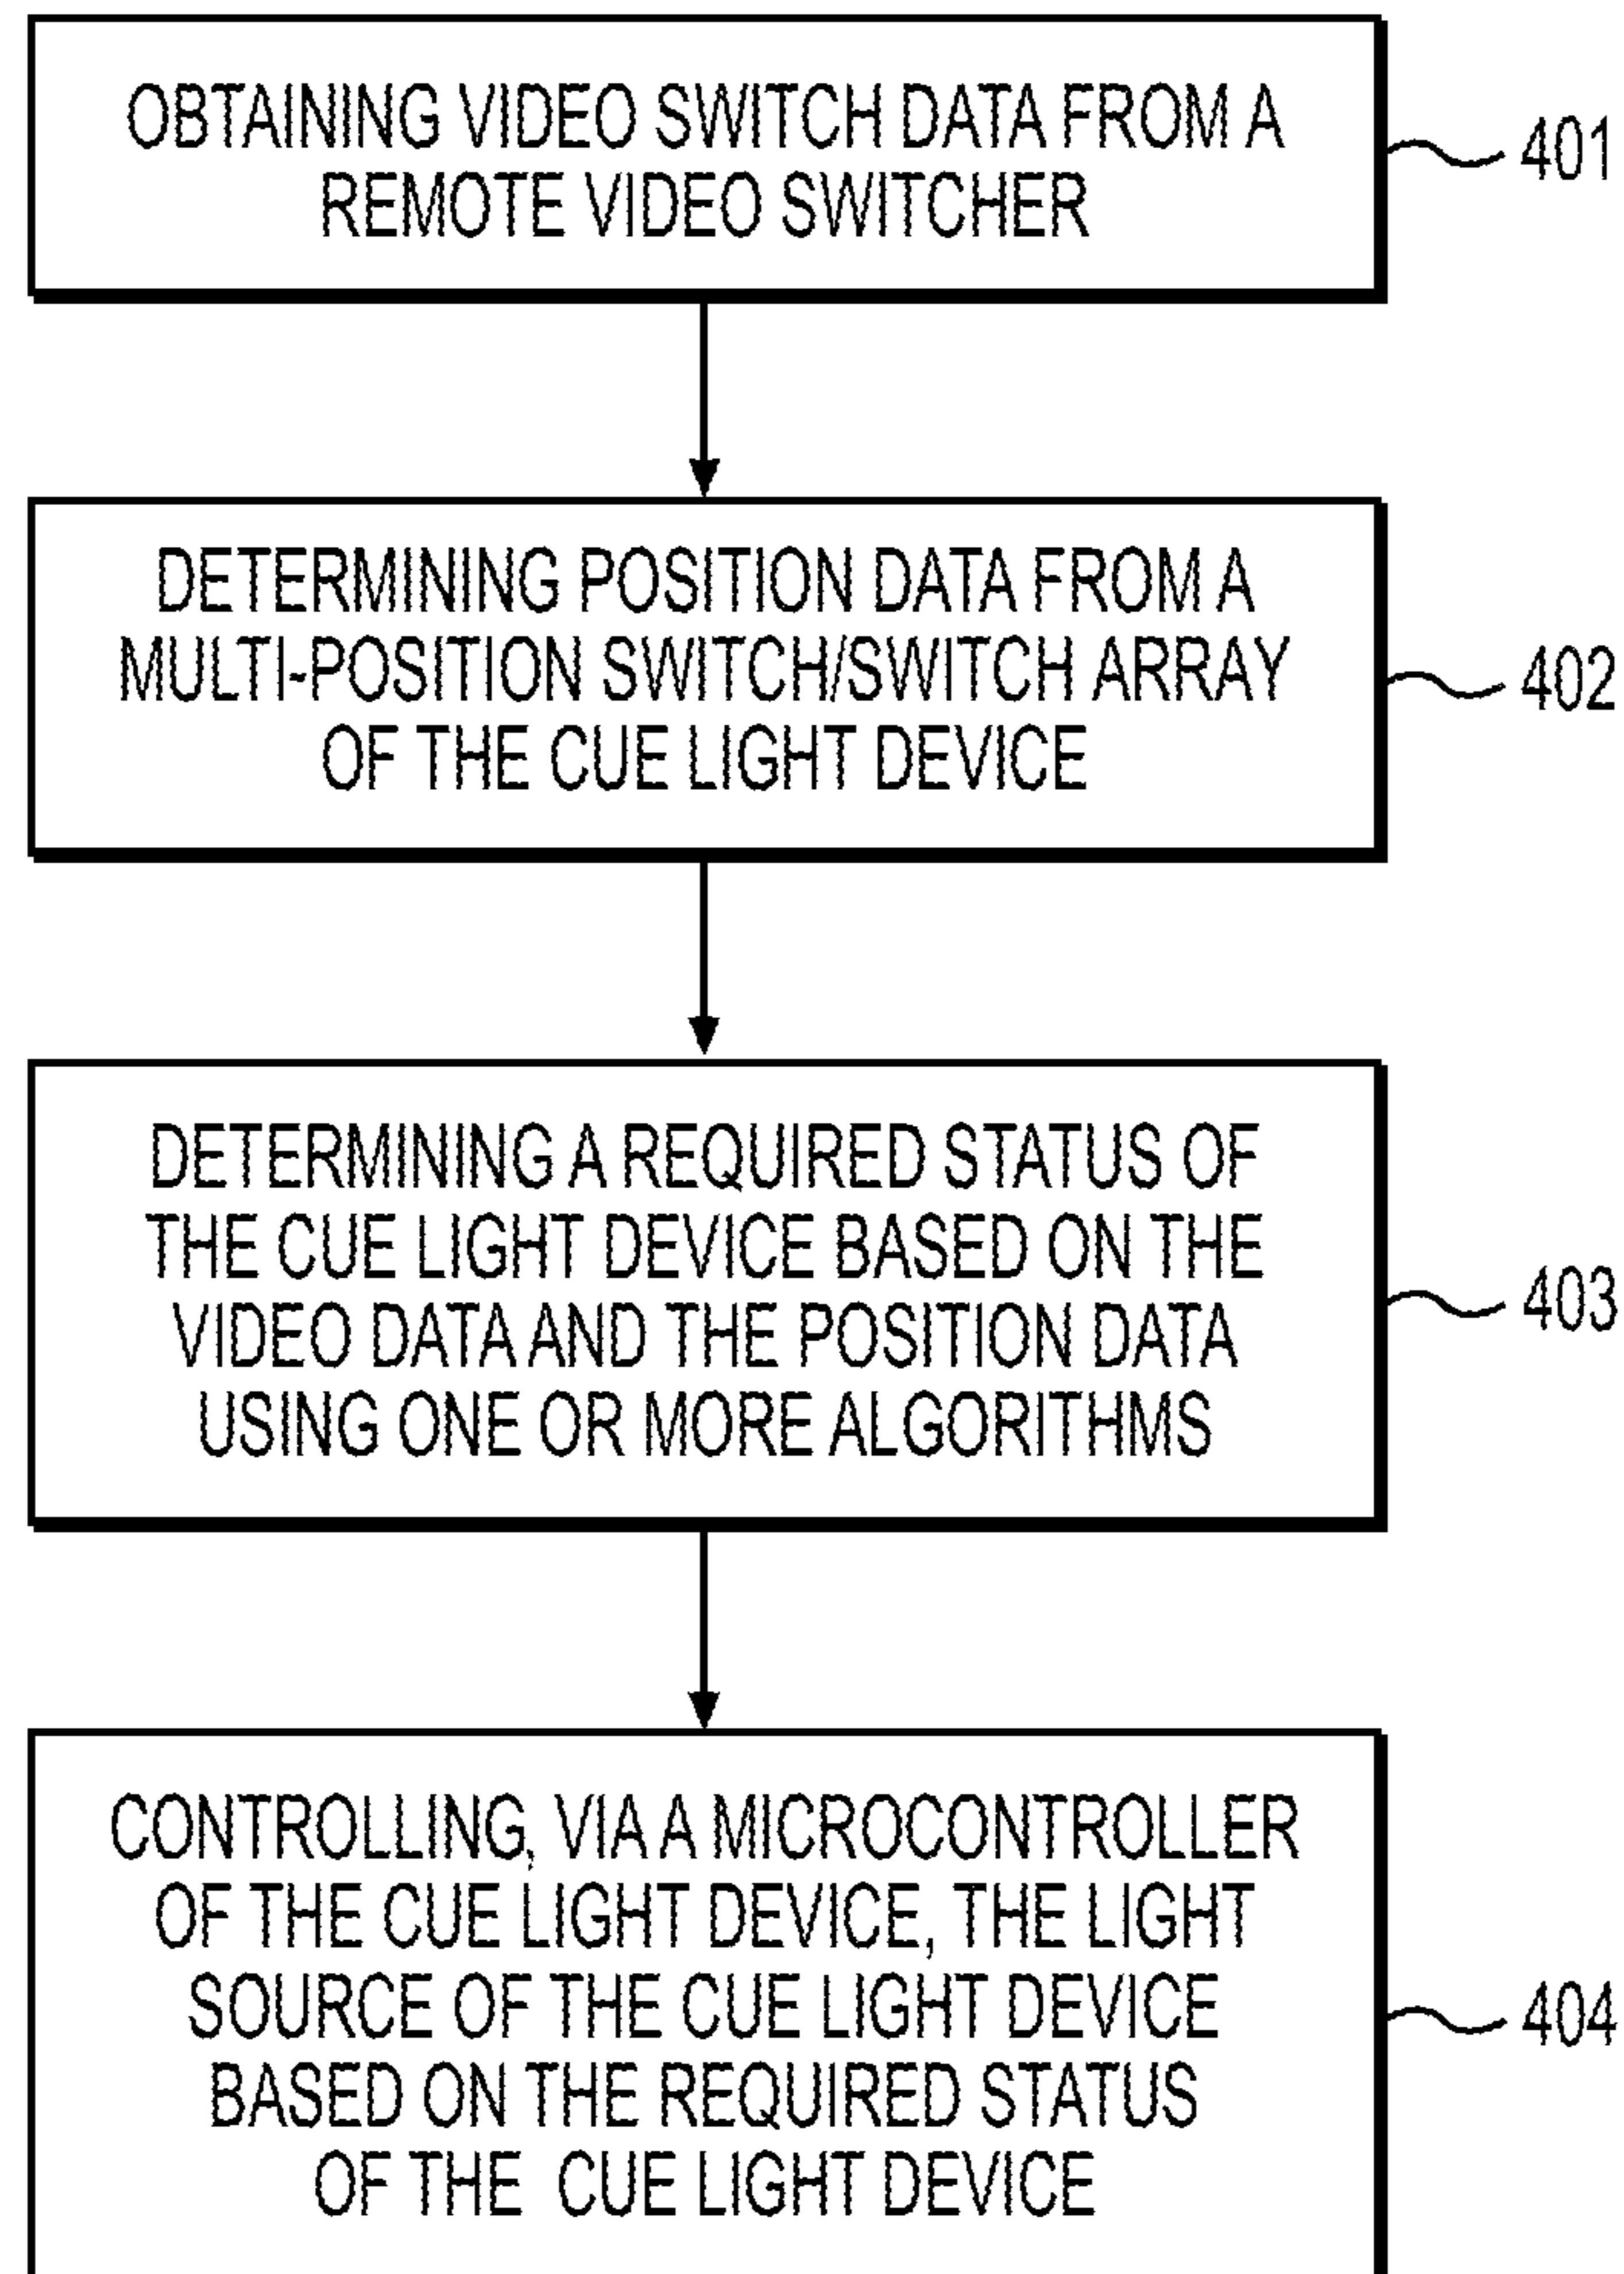 OBTAINING VIDEO SWITCH DATA FROM A
REMOTE VIDEO SWITCHER
401
DETERMINING POSITION DATA FROM A
MULTI-POSITION SWITCH/SWITCH ARRAY
OF THE CUE LIGHT DEVICE
402
DETERMINING A REQUIRED STATUS OF
THE CUE LIGHT DEVICE BASED ON THE
VIDEO DATA AND THE POSITION DATA
USING ONE OR MORE ALGORITHMS
403
CONTROLLING, VIA A MICROCONTROLLER
OF THE CUE LIGHT DEVICE, THE LIGHT
SOURCE OF THE CUE LIGHT DEVICE
BASED ON THE REQUIRED STATUS
OF THE CUE LIGHT DEVICE
404